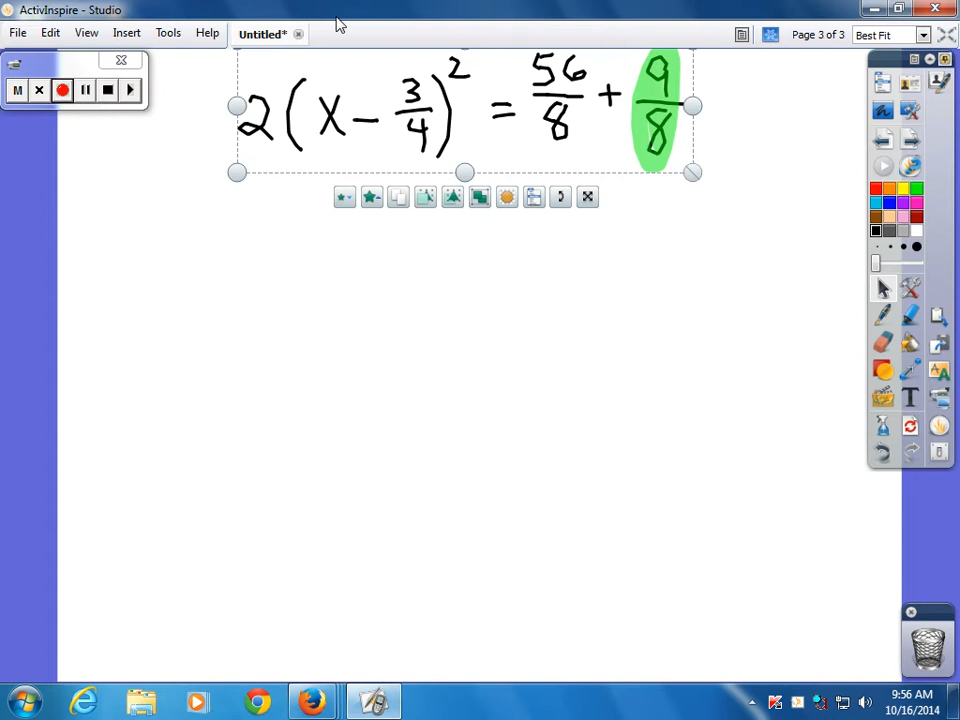 ActivInspire - Studio
File Edit View Insert Tools Help Untitled* Page 3 of 3 Best Fit
M
2(x - 3/4)^2 = 56/8 + 9/8
T
9:56 AM
10/16/2014